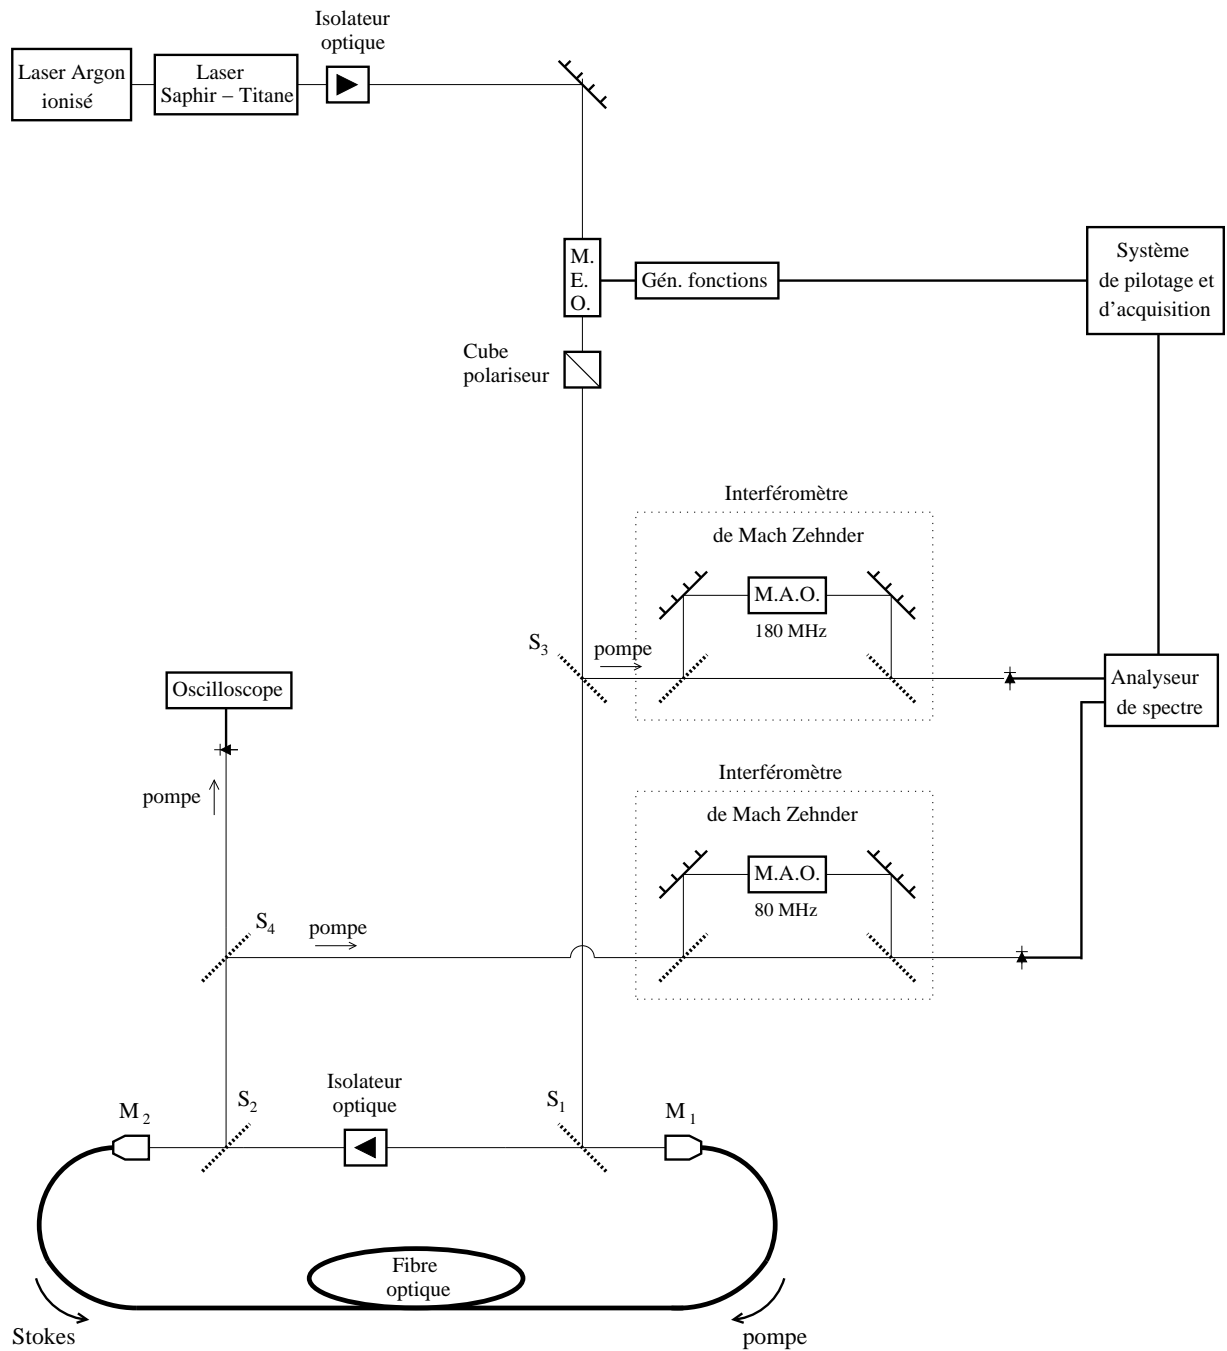 Isolateur
optique
Laser Argon
ionisé
Laser
Saphir – Titane
M.
E.
O.
Gén. fonctions
Système
de pilotage et
d'acquisition
Cube
polariseur
Interféromètre
de Mach Zehnder
M.A.O.
180 MHz
S3
pompe
Analyseur
de spectre
Oscilloscope
pompe
Interféromètre
de Mach Zehnder
M.A.O.
80 MHz
S4
pompe
Isolateur
optique
M2
S2
S1
M1
Fibre
optique
Stokes
pompe